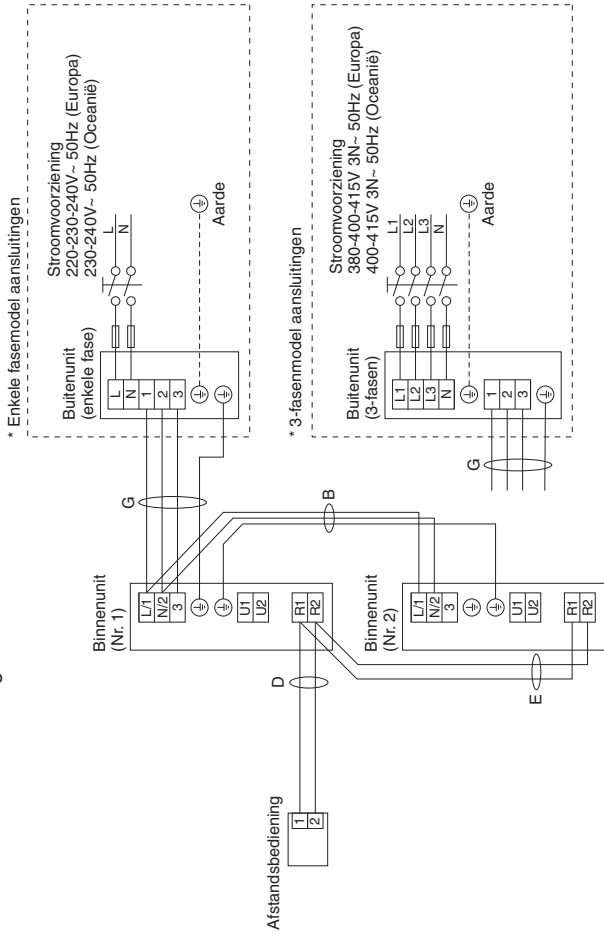 * Enkele fasemodel aansluitingen
Stroomvoorziening
220-230-240V~ 50Hz (Europa)
230-240V~ 50Hz (Oceanië)
L
N
Aarde
Buitenunit
(enkele fase)
L
N
1
2
3
G
B
Binnenunit
(Nr. 1)
L/1
N/2
3
U1
U2
R1
R2
D
Afstandsbediening
1
2
* 3-fasenmodel aansluitingen
Stroomvoorziening
380-400-415V 3N~ 50Hz (Europa)
400-415V 3N~ 50Hz (Oceanië)
L1
L2
L3
N
Aarde
Buitenunit
(3-fasen)
L1
L2
L3
N
1
2
3
G
Binnenunit
(Nr. 2)
L/1
N/2
3
U1
U2
R1
R2
E